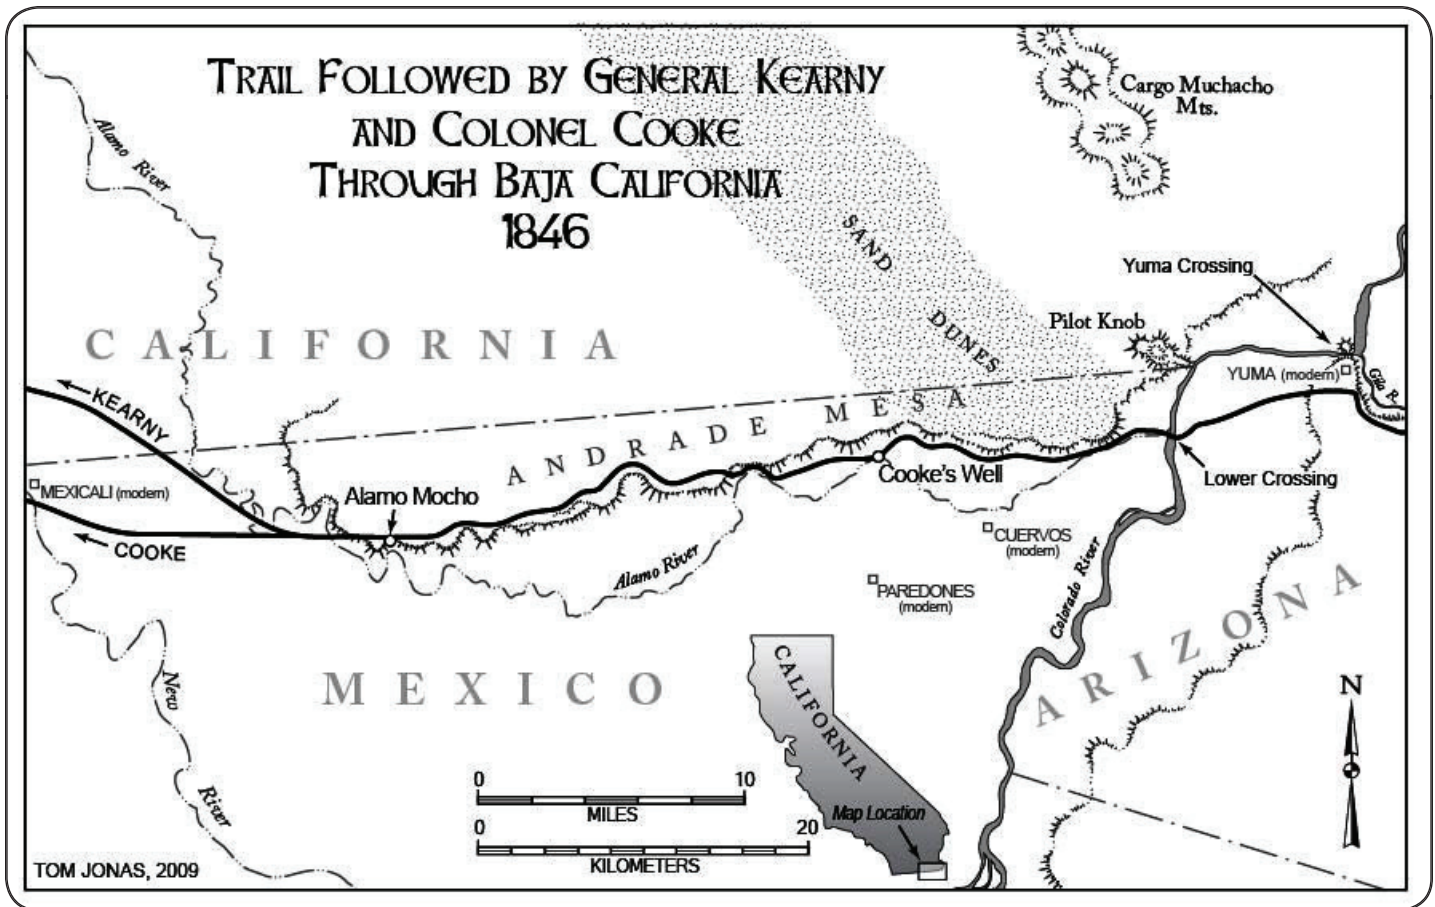 TRAIL FOLLOWED BY GENERAL KEARNY
AND COLONEL COOKE
THROUGH BAJA CALIFORNIA
1846
Cargo Muchacho
Mts.
Alamo River
SAND
DUNES
Yuma Crossing
Pilot Knob
CALIFORNIA
YUMA (modern)
Gila R.
KEARNY
ANDRADE MESA
Cooke's Well
Lower Crossing
MEXICALI (modern)
Alamo Mocho
COOKE
CUERVOS
(modern)
Alamo River
PAREDONES
(modern)
Colorado River
ARIZONA
MEXICO
New
River
CALIFORNIA
Map Location
N
0 10
MILES
0 20
KILOMETERS
TOM JONAS, 2009